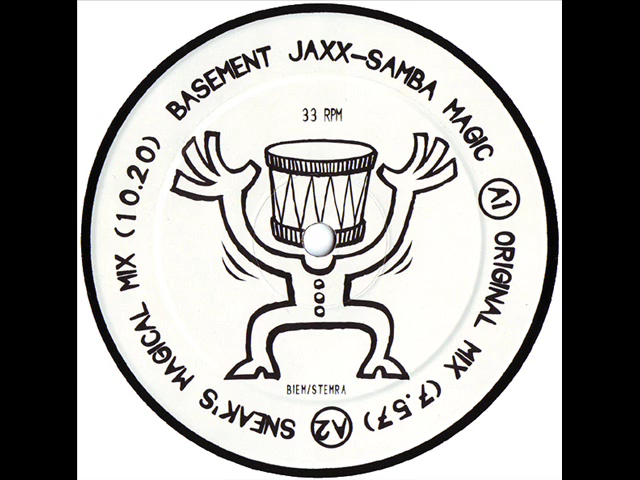 BASEMENT JAXX-SAMBA MAGIC A1 ORIGINAL MIX (7.57) A2 SNEAK'S MAGICAL MIX (10.20)
33 RPM
BIEM/STEMRA